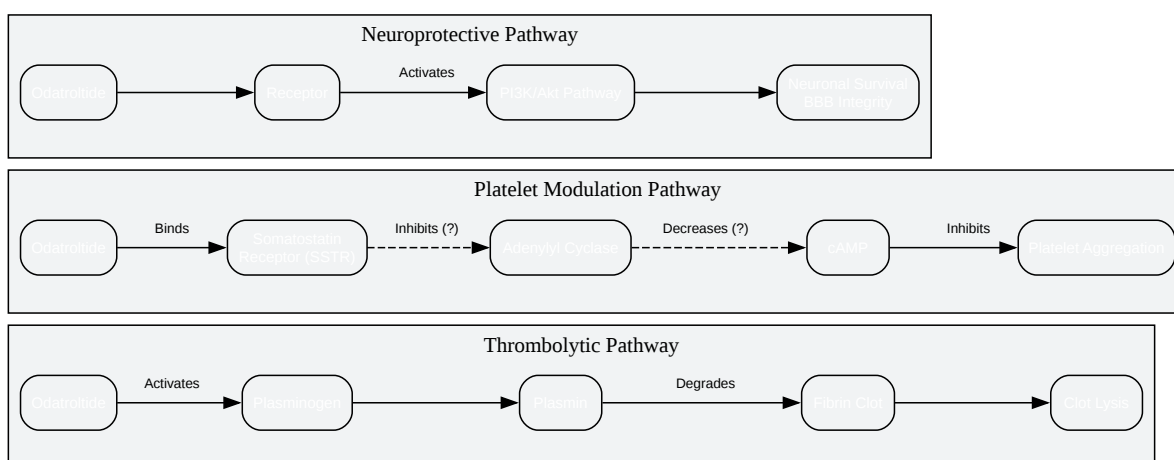 Neuroprotective Pathway
Activates
Odatroltide
Receptor
PI3K/Akt Pathway
Neuronal Survival
BBB Integrity
Platelet Modulation Pathway
Binds
Inhibits (?)
Decreases (?)
Inhibits
Odatroltide
Somatostatin
Receptor (SSTR)
Adenylyl Cyclase
cAMP
Platelet Aggregation
Thrombolytic Pathway
Activates
Degrades
Odatroltide
Plasminogen
Plasmin
Fibrin Clot
Clot Lysis